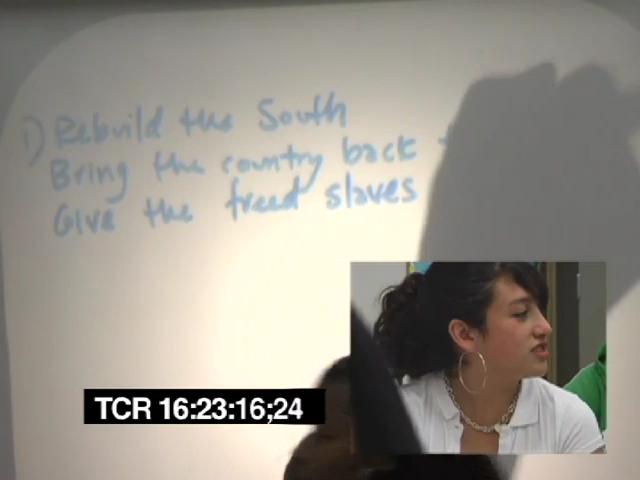 1) Rebuild the South
Bring the country back
Give the freed slaves
TCR 16:23:16;24